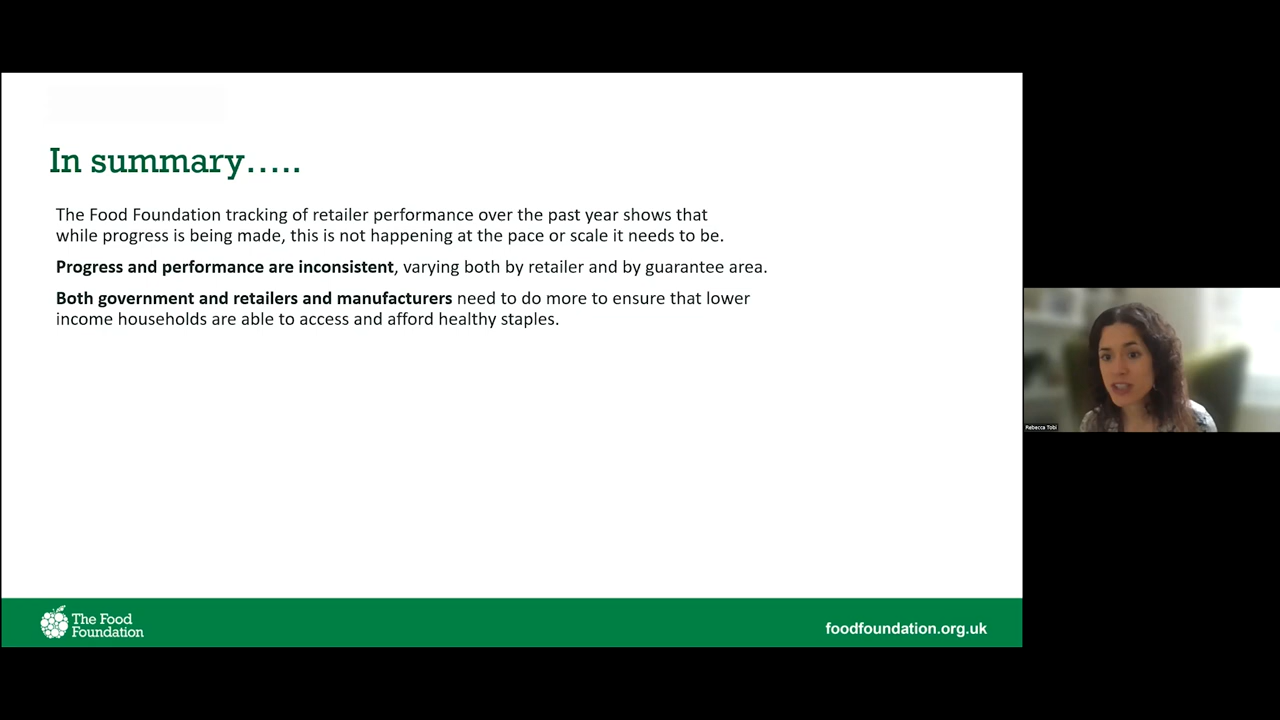 In summary.....
The Food Foundation tracking of retailer performance over the past year shows that
while progress is being made, this is not happening at the pace or scale it needs to be.
Progress and performance are inconsistent, varying both by retailer and by guarantee area.
Both government and retailers and manufacturers need to do more to ensure that lower
income households are able to access and afford healthy staples.
Rebecca Tobi
The Food
Foundation
foodfoundation.org.uk